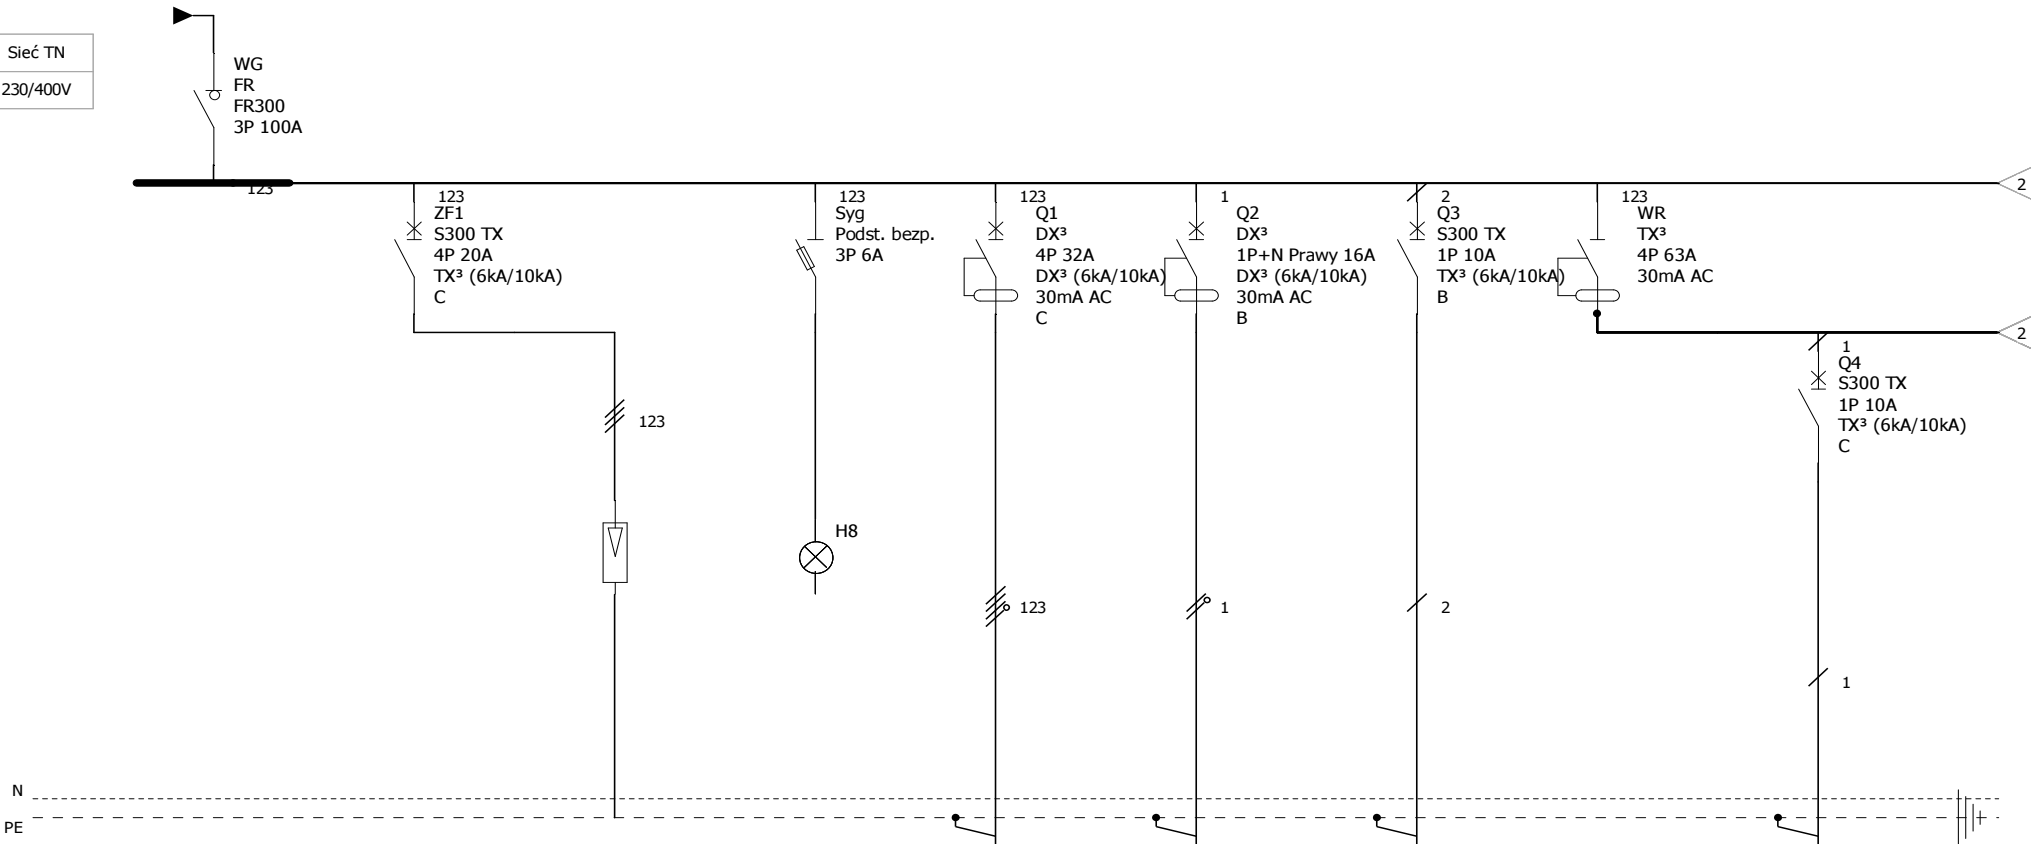 Sieć TN
230/400V
WG
FR
FR300
3P 100A
123
2
123
ZF1
S300 TX
4P 20A
TX³ (6kA/10kA)
C
123
Syg
Podst. bezp.
3P 6A
123
Q1
DX³
4P 32A
DX³ (6kA/10kA)
30mA AC
C
1
Q2
DX³
1P+N Prawy 16A
DX³ (6kA/10kA)
30mA AC
B
2
Q3
S300 TX
1P 10A
TX³ (6kA/10kA)
B
123
WR
TX³
4P 63A
30mA AC
2
1
Q4
S300 TX
1P 10A
TX³ (6kA/10kA)
C
123
H8
123
1
2
1
N
PE